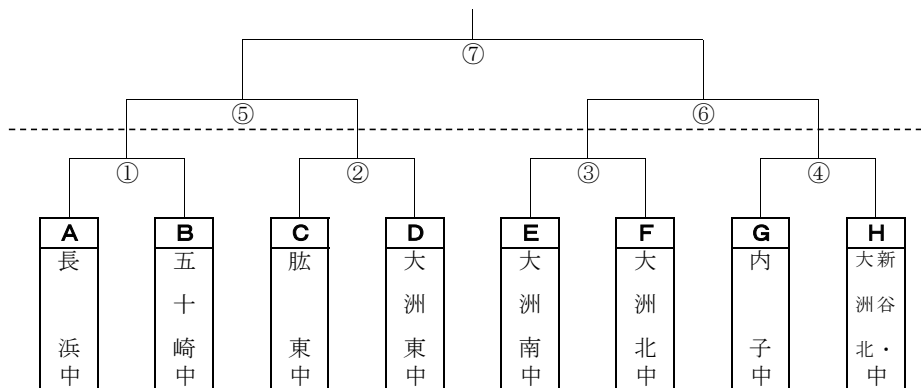 ⑦
⑤
⑥
①
②
③
④
A
長浜中
B
五十崎中
C
肱東中
D
大洲東中
E
大洲南中
F
大洲北中
G
内子中
H
新谷・中
大洲北